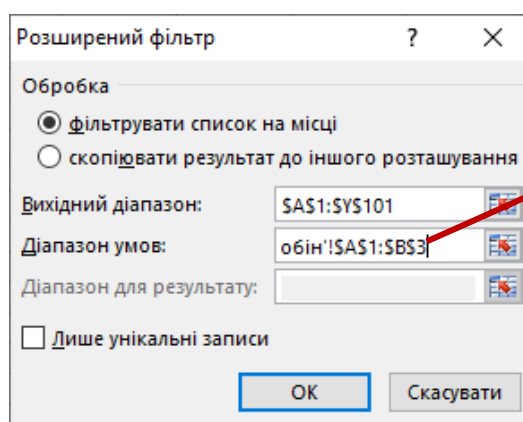 Розширений фільтр ? ✕
Обробка
фільтрувати список на місці
скопіювати результат до іншого розташування
Вихідний діапазон: $A$1:$Y$101
Діапазон умов: обін'!$A$1:$B$3
Діапазон для результату:
Лише унікальні записи
ОК Скасувати